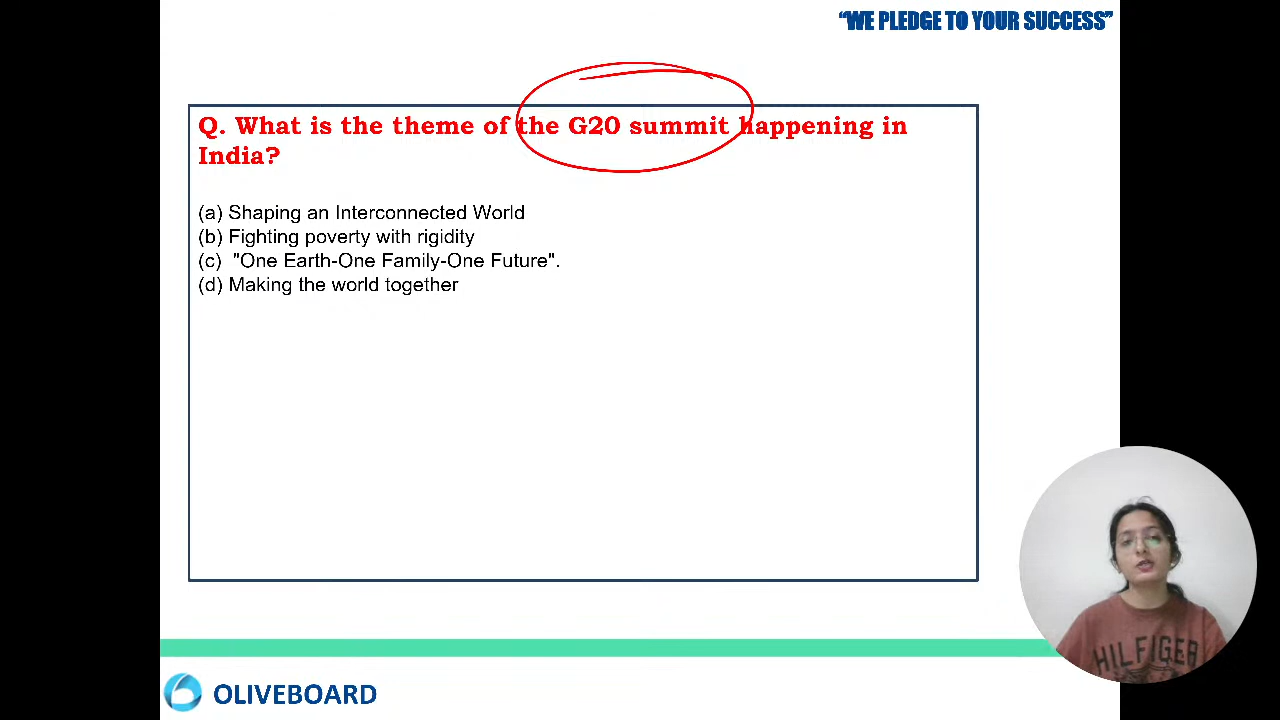 “WE PLEDGE TO YOUR SUCCESS”
Q. What is the theme of the G20 summit happening in
India?
(a) Shaping an Interconnected World
(b) Fighting poverty with rigidity
(c) "One Earth-One Family-One Future".
(d) Making the world together
HILFIGER
OLIVEBOARD